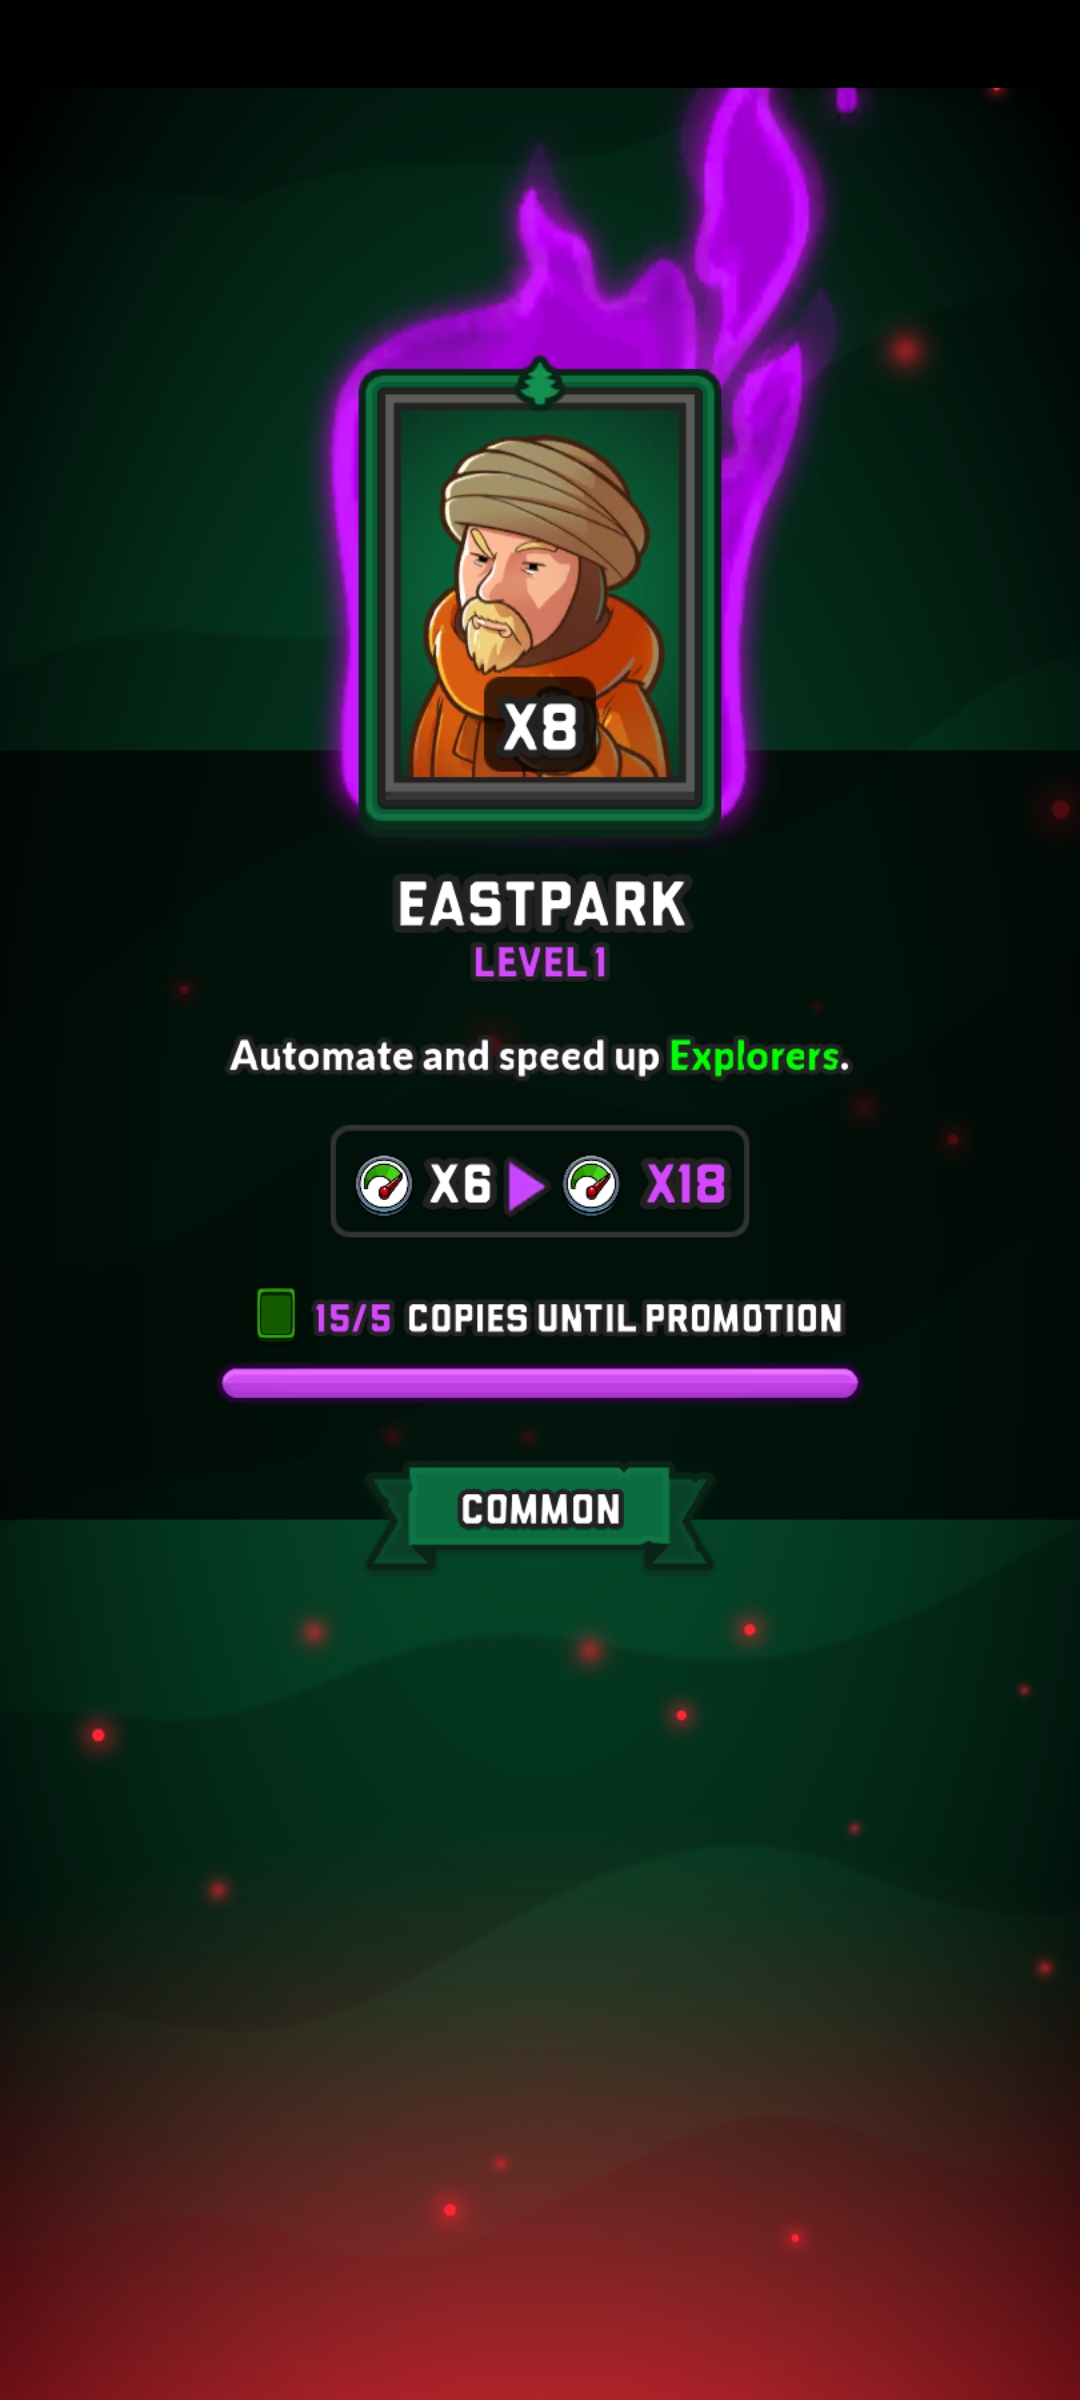 X8
EASTPARK
LEVEL 1
Automate and speed up Explorers.
X6 X18
15/5 COPIES UNTIL PROMOTION
COMMON